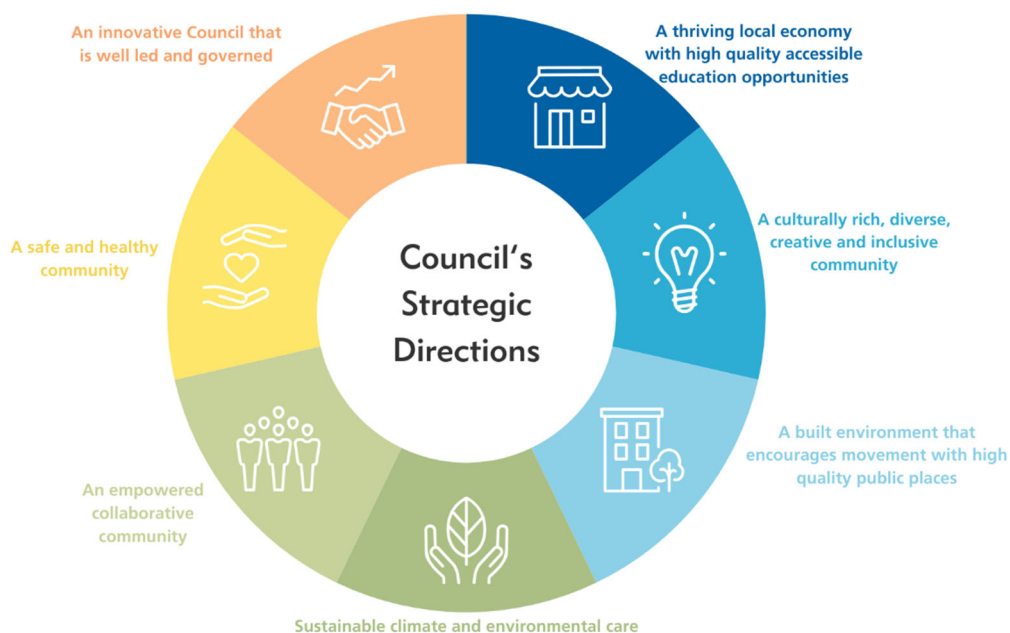 An innovative Council that
is well led and governed
A thriving local economy
with high quality accessible
education opportunities
A culturally rich, diverse,
creative and inclusive
community
A safe and healthy
community
Council's
Strategic
Directions
A built environment that
encourages movement with high
quality public places
An empowered
collaborative
community
Sustainable climate and environmental care